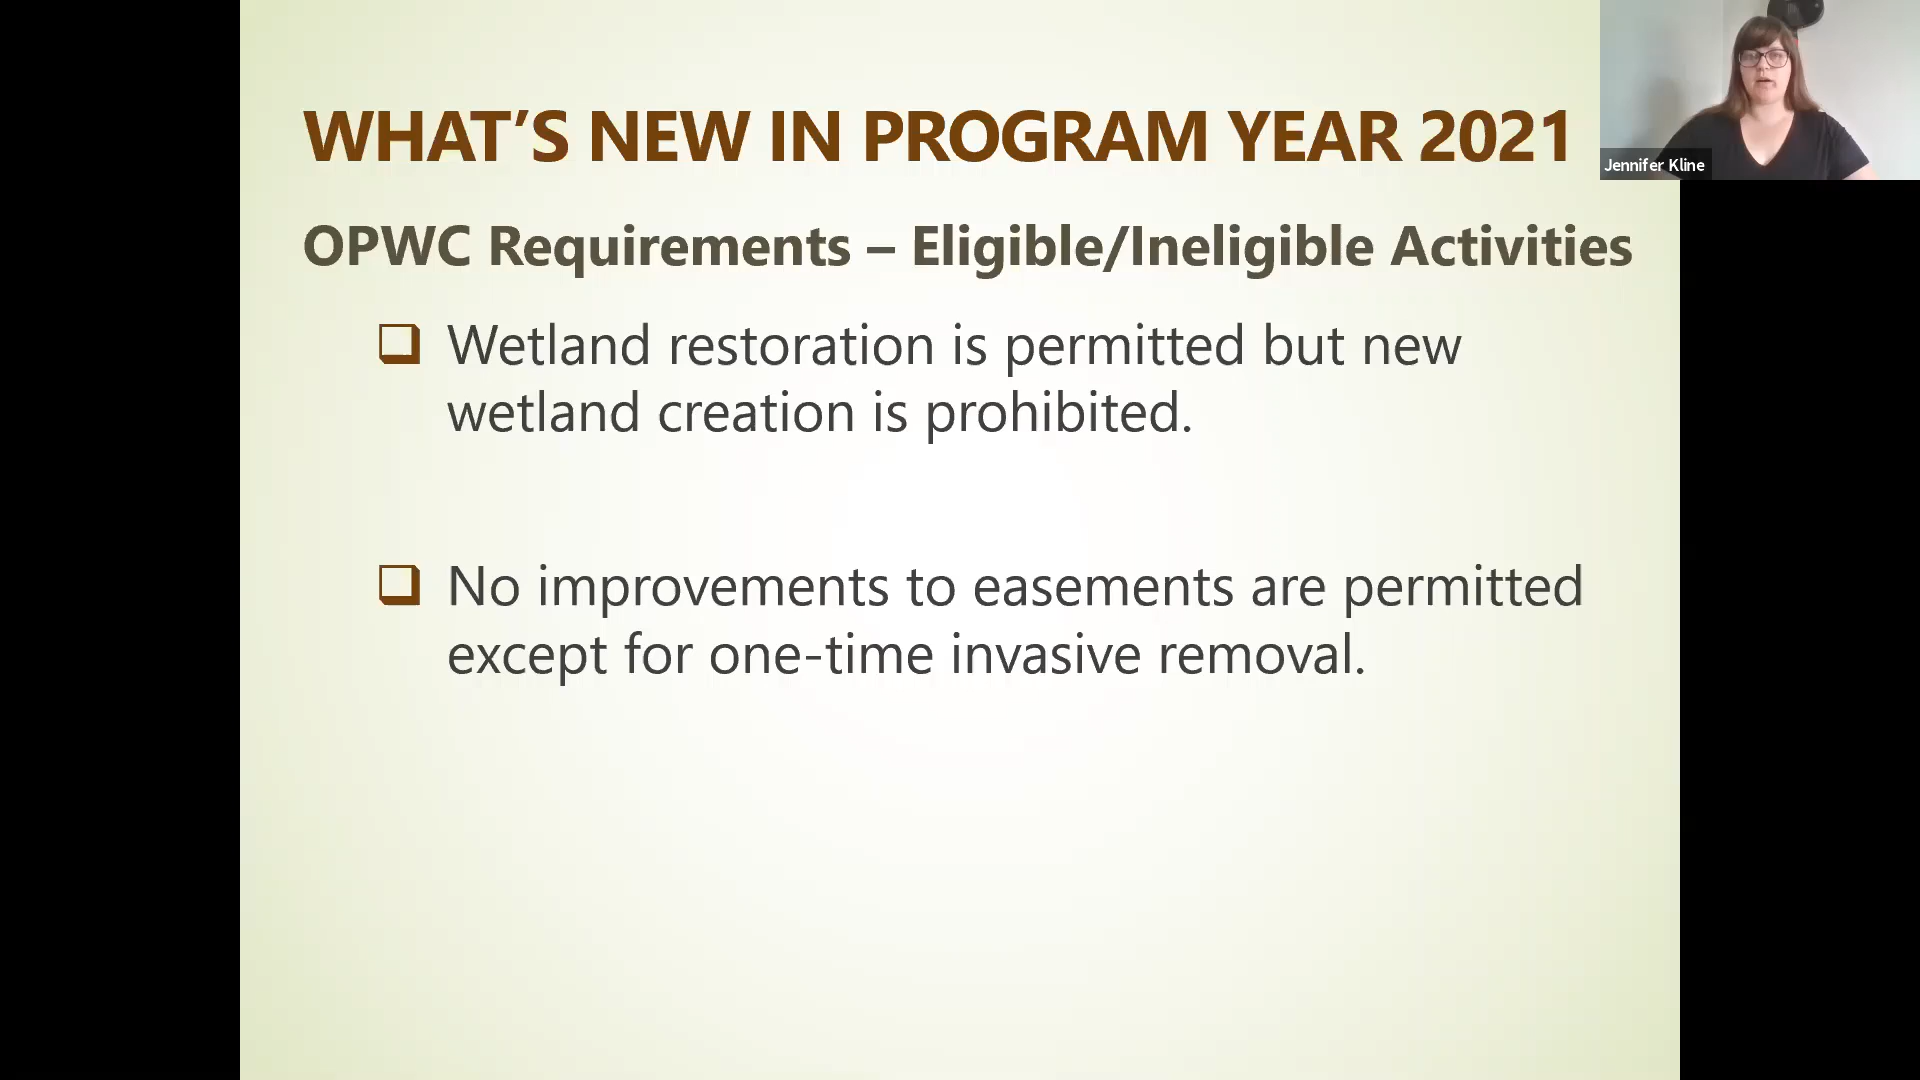 WHAT’S NEW IN PROGRAM YEAR 2021
Jennifer Kline
OPWC Requirements – Eligible/Ineligible Activities
Wetland restoration is permitted but new
wetland creation is prohibited.
No improvements to easements are permitted
except for one-time invasive removal.